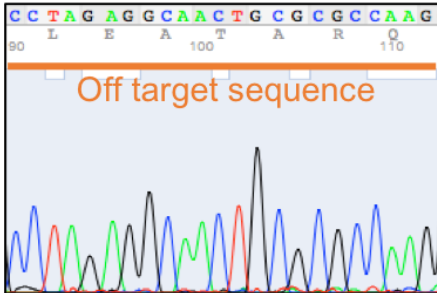 CCTAGAGGCAACTGCGCGCCAAG
L E A T A R Q
90 100 110
Off target sequence